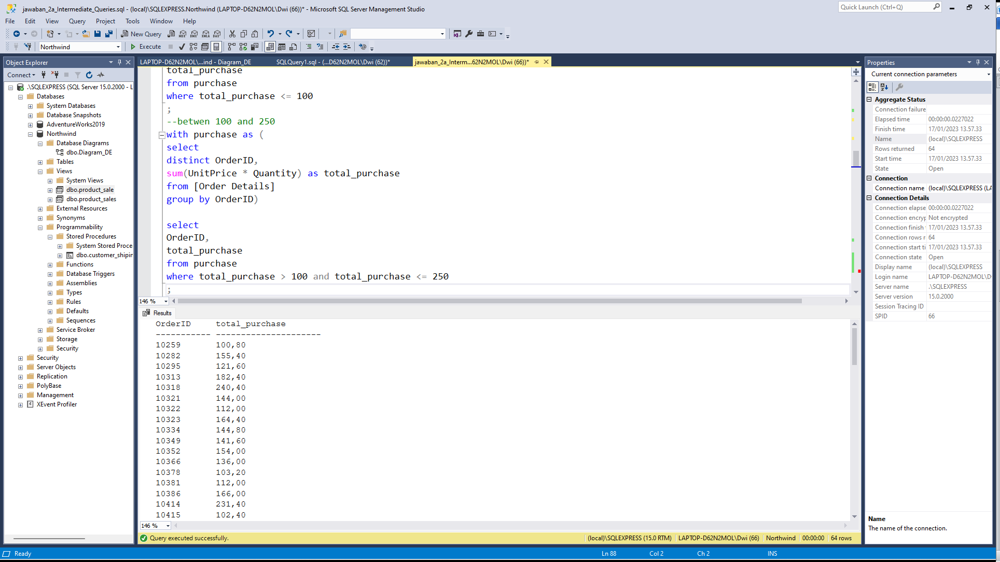 jawaban_2a_Intermediate_Queries.sql - (local)\SQLEXPRESS.Northwind (LAPTOP-D62N2MOL\Dwi (66))* - Microsoft SQL Server Management Studio
Quick Launch (Ctrl+Q)
File Edit View Query Project Tools Window Help
New Query
MDX DMX XMLA DAX
Northwind
Execute
Object Explorer
Connect
.\SQLEXPRESS (SQL Server 15.0.2000 - L
Databases
System Databases
Database Snapshots
AdventureWorks2019
Northwind
Database Diagrams
dbo.Diagram_DE
Tables
Views
System Views
dbo.product_sale
dbo.product_sales
External Resources
Synonyms
Programmability
Stored Procedures
System Stored Proce
dbo.customer_shipin
Functions
Database Triggers
Assemblies
Types
Rules
Defaults
Sequences
Service Broker
Storage
Security
Security
Server Objects
Replication
PolyBase
Management
XEvent Profiler
LAPTOP-D62N2MOL\...ind - Diagram_DE
SQLQuery1.sql - (...D62N2MOL\Dwi (62))*
jawaban_2a_Interm...62N2MOL\Dwi (66))*
total_purchase
from purchase
where total_purchase <= 100
;
--betwen 100 and 250
with purchase as (
select
distinct OrderID,
sum(UnitPrice * Quantity) as total_purchase
from [Order Details]
group by OrderID)
select
OrderID,
total_purchase
from purchase
where total_purchase > 100 and total_purchase <= 250
;
146 %
Results
OrderID total_purchase
----------- ---------------------
10259 100,80
10282 155,40
10295 121,60
10313 182,40
10318 240,40
10321 144,00
10322 112,00
10323 164,40
10334 144,80
10349 141,60
10352 154,00
10366 136,00
10378 103,20
10381 112,00
10386 166,00
10414 231,40
10415 102,40
146 %
Query executed successfully.
(local)\SQLEXPRESS (15.0 RTM) LAPTOP-D62N2MOL\Dwi (66) Northwind 00:00:00 64 rows
Properties
Current connection parameters
Aggregate Status
Connection failure
Elapsed time 00:00:00.0227022
Finish time 17/01/2023 13.57.33
Name (local)\SQLEXPRESS
Rows returned 64
Start time 17/01/2023 13.57.33
State Open
Connection
Connection name (local)\SQLEXPRESS (LA
Connection Details
Connection elapse 00:00:00.0227022
Connection encryp Not encrypted
Connection finish 17/01/2023 13.57.33
Connection rows r 64
Connection start ti 17/01/2023 13.57.33
Connection state Open
Display name (local)\SQLEXPRESS
Login name LAPTOP-D62N2MOL\D
Server name .\SQLEXPRESS
Server version 15.0.2000
Session Tracing ID
SPID 66
Name
The name of the connection.
Ready
Ln 88 Col 2 Ch 2 INS